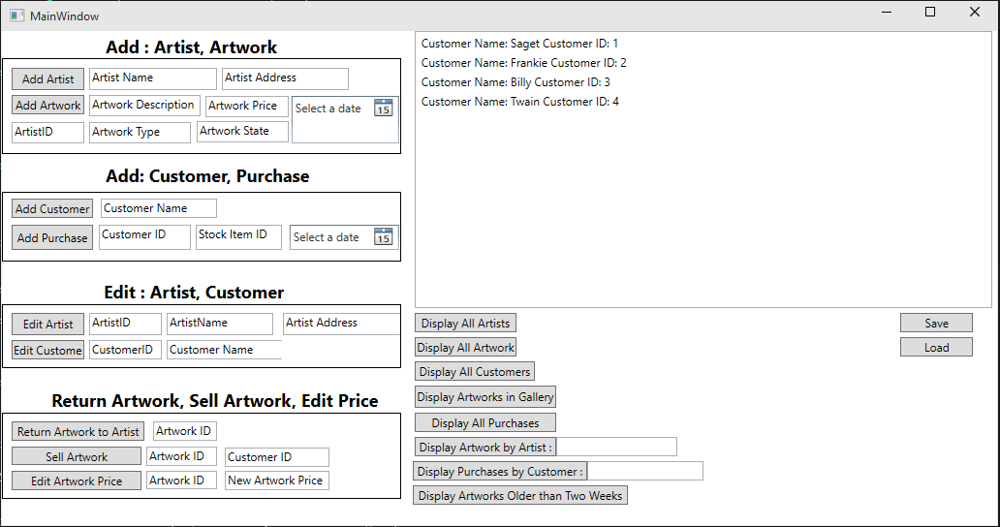 MainWindow
Add : Artist, Artwork
Add Artist Artist Name Artist Address
Add Artwork Artwork Description Artwork Price Select a date 15
ArtistID Artwork Type Artwork State
Add: Customer, Purchase
Add Customer Customer Name
Add Purchase Customer ID Stock Item ID Select a date 15
Edit : Artist, Customer
Edit Artist ArtistID ArtistName Artist Address
Edit Custome CustomerID Customer Name
Return Artwork, Sell Artwork, Edit Price
Return Artwork to Artist Artwork ID
Sell Artwork Artwork ID Customer ID
Edit Artwork Price Artwork ID New Artwork Price
Customer Name: Saget Customer ID: 1
Customer Name: Frankie Customer ID: 2
Customer Name: Billy Customer ID: 3
Customer Name: Twain Customer ID: 4
Display All Artists Save
Display All Artwork Load
Display All Customers
Display Artworks in Gallery
Display All Purchases
Display Artwork by Artist :
Display Purchases by Customer :
Display Artworks Older than Two Weeks